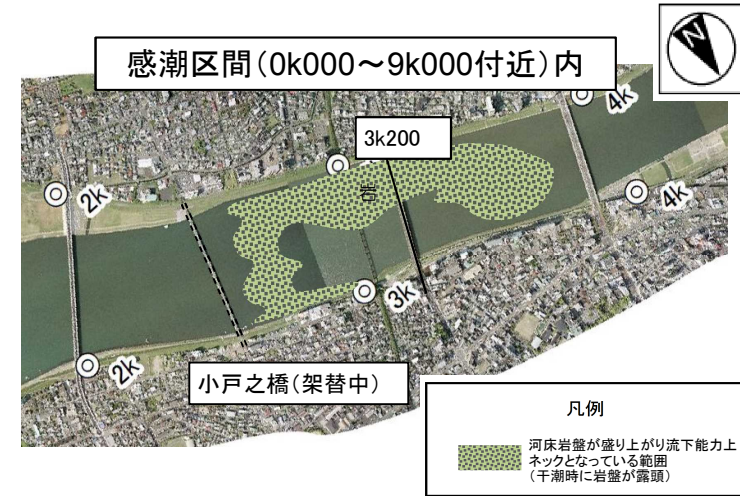 感潮区間(0k000～9k000付近)内
N
4k
3k200
岩
2k
4k
3k
2k
小戸之橋(架替中)
凡例
河床岩盤が盛り上がり流下能力上
ネックとなっている範囲
(干潮時に岩盤が露頭)